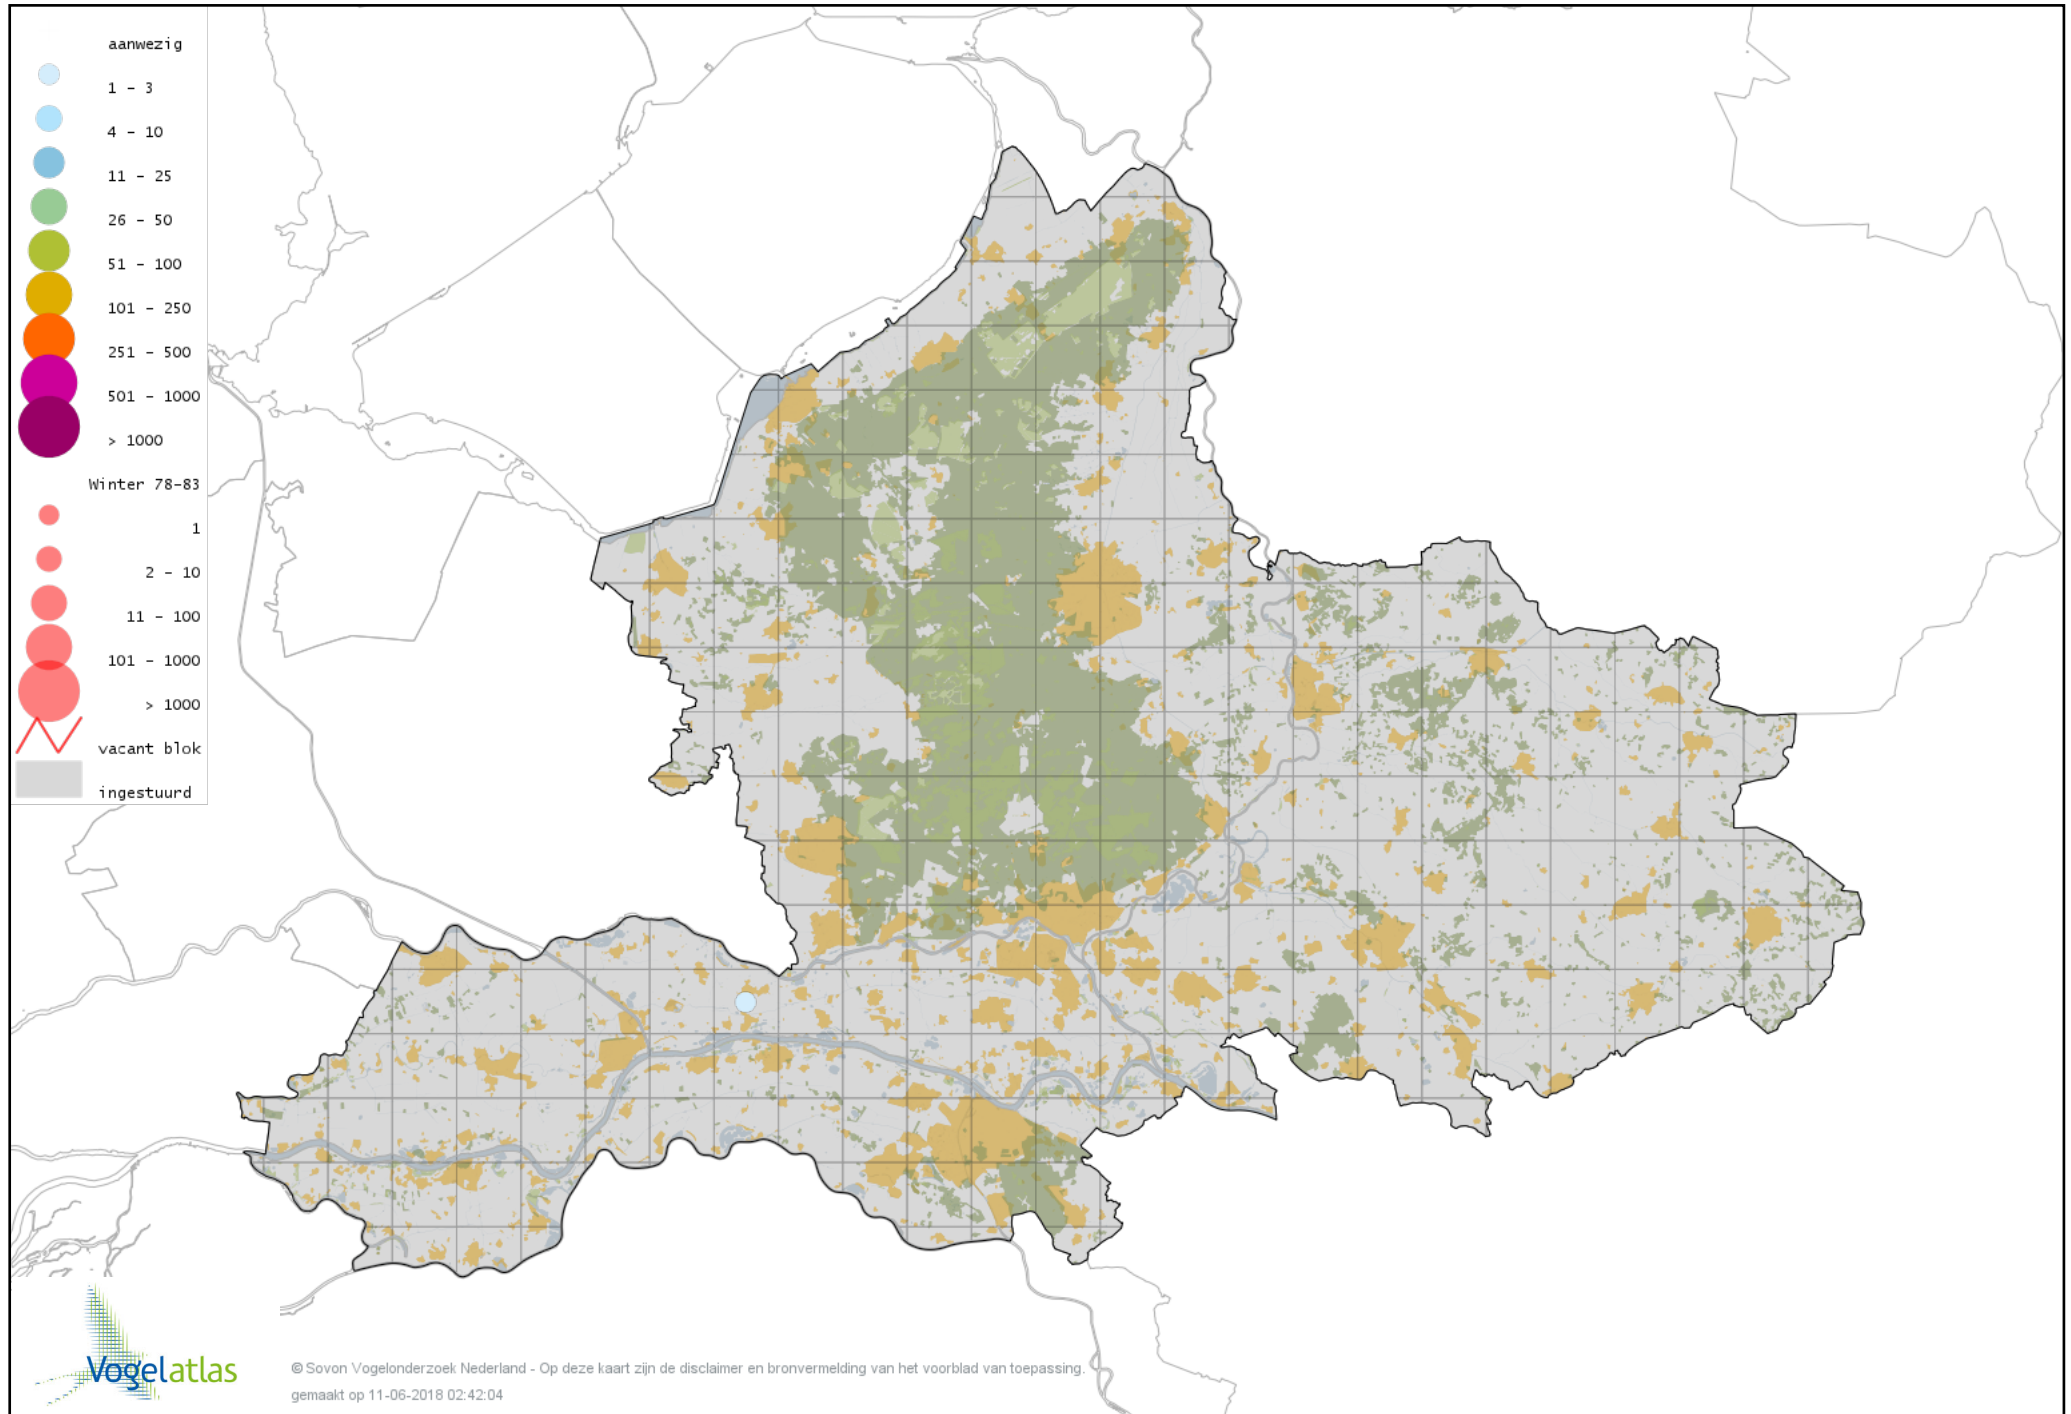 aanwezig
1 - 3
4 - 10
11 - 25
26 - 50
51 - 100
101 - 250
251 - 500
501 - 1000
> 1000
Winter 78-83
1
2 - 10
11 - 100
101 - 1000
> 1000
vacant blok
ingestuurd
Vogelatlas
© Sovon Vogelonderzoek Nederland - Op deze kaart zijn de disclaimer en bronvermelding van het voorblad van toepassing.
gemaakt op 11-06-2018 02:42:04